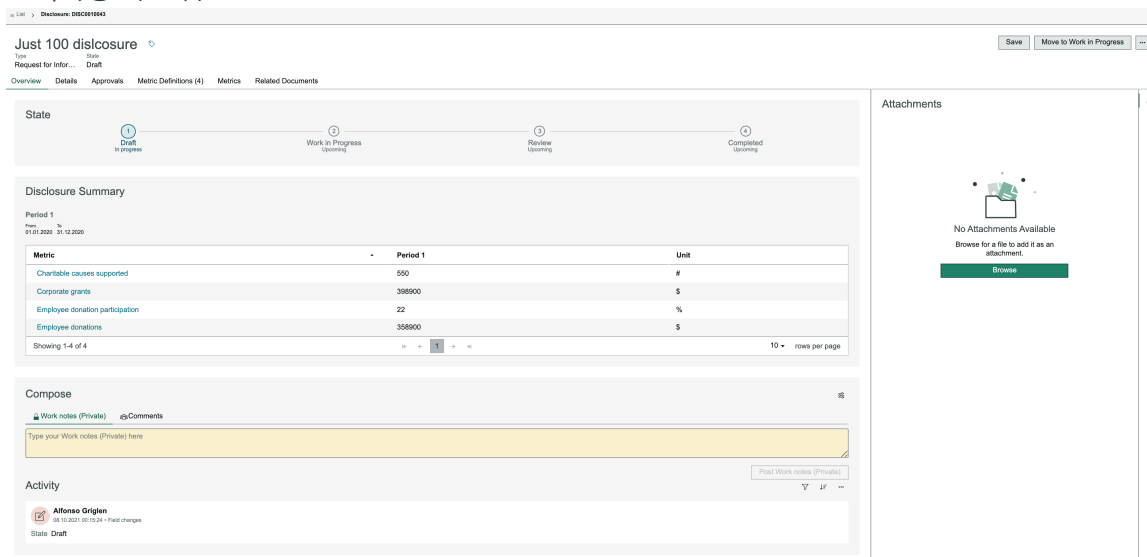 List > Disclosure: DISC0010043
Just 100 dislcosure
Save Move to Work in Progress ...
Type State
Request for Infor... Draft
Overview Details Approvals Metric Definitions (4) Metrics Related Documents
State
1 2 3 4
Draft Work in Progress Review Completed
In progress Upcoming Upcoming Upcoming
Disclosure Summary
Period 1
From To
01.01.2020 31.12.2020
Metric Period 1 Unit
Charitable causes supported 550 #
Corporate grants 398900 $
Employee donation participation 22 %
Employee donations 358900 $
Showing 1-4 of 4 1 10 rows per page
Compose
Work notes (Private) Comments
Type your Work notes (Private) here
Post Work notes (Private)
Activity
Alfonso Griglen
08.10.2021 00:15:24 • Field changes
State Draft
Attachments
No Attachments Available
Browse for a file to add it as an
attachment.
Browse